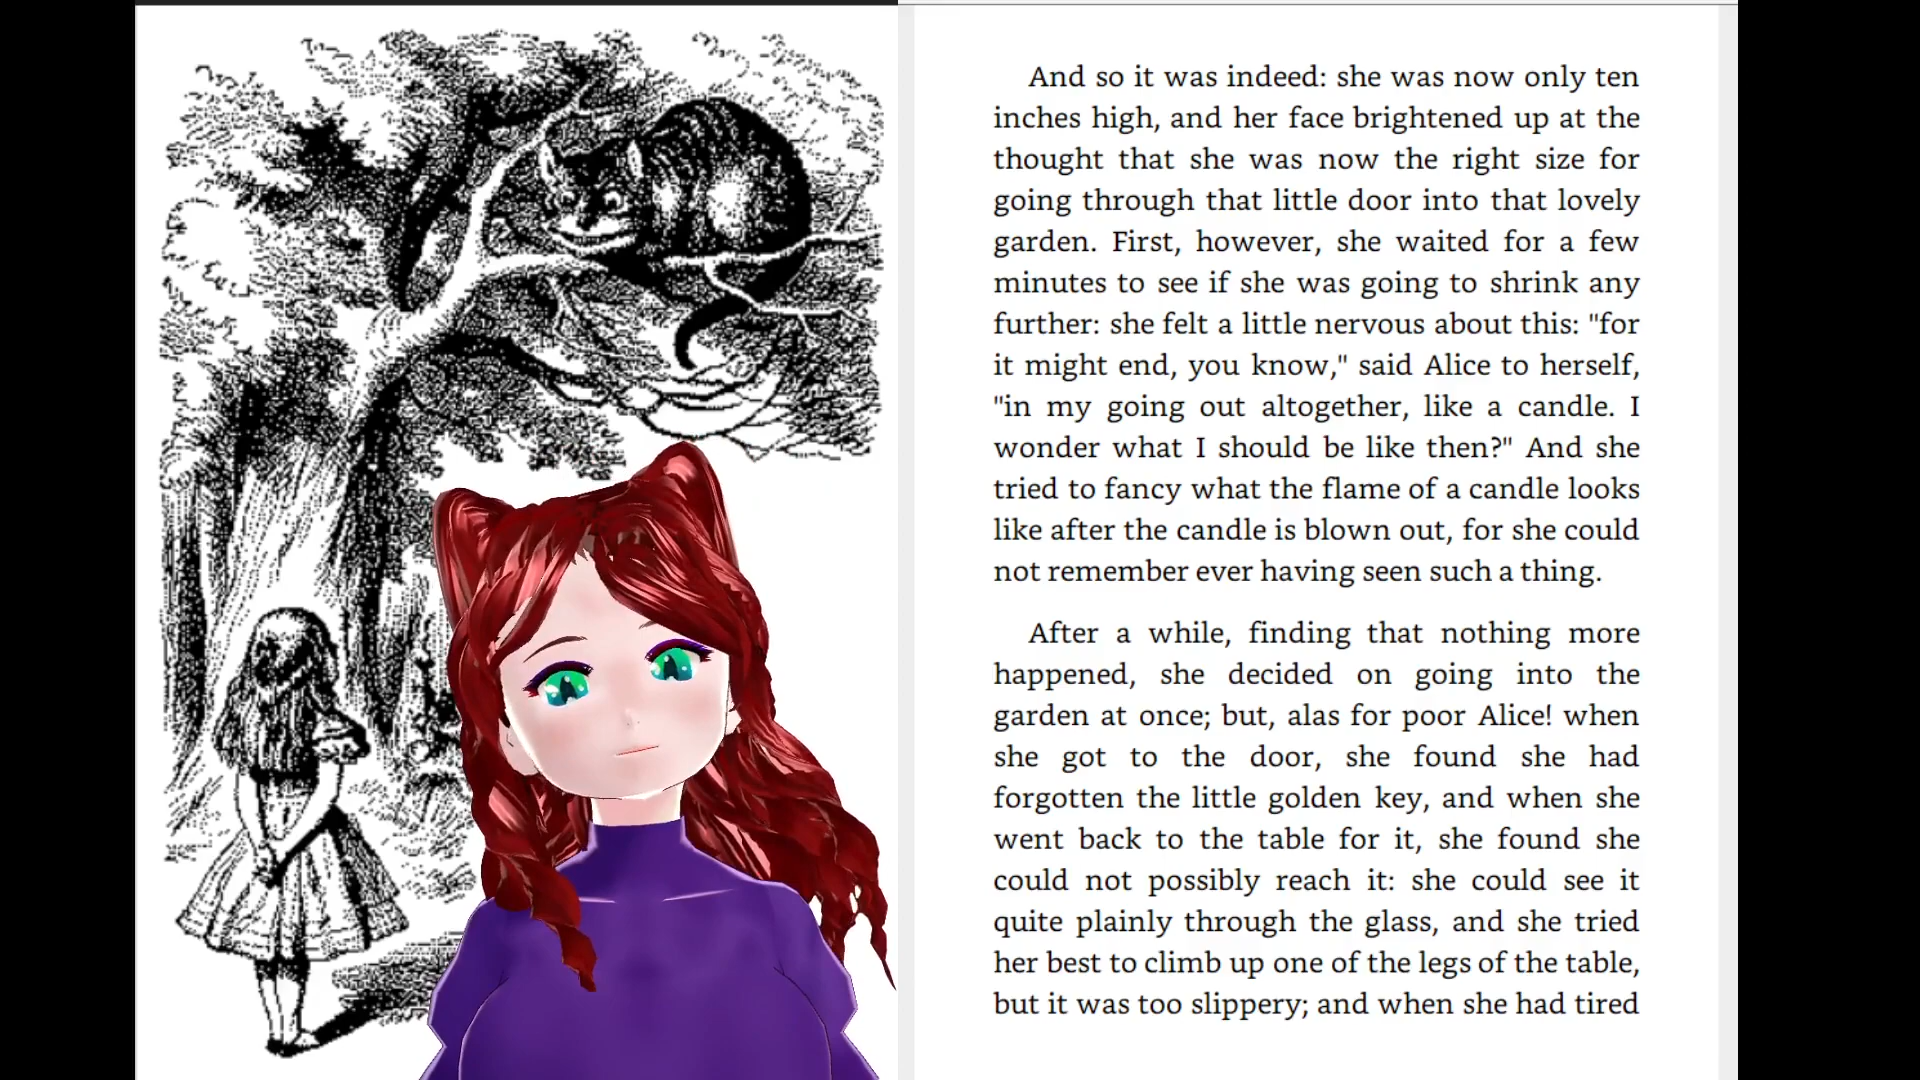 And so it was indeed: she was now only ten
inches high, and her face brightened up at the
thought that she was now the right size for
going through that little door into that lovely
garden. First, however, she waited for a few
minutes to see if she was going to shrink any
further: she felt a little nervous about this: "for
it might end, you know," said Alice to herself,
"in my going out altogether, like a candle. I
wonder what I should be like then?" And she
tried to fancy what the flame of a candle looks
like after the candle is blown out, for she could
not remember ever having seen such a thing.
After a while, finding that nothing more
happened, she decided on going into the
garden at once; but, alas for poor Alice! when
she got to the door, she found she had
forgotten the little golden key, and when she
went back to the table for it, she found she
could not possibly reach it: she could see it
quite plainly through the glass, and she tried
her best to climb up one of the legs of the table,
but it was too slippery; and when she had tired